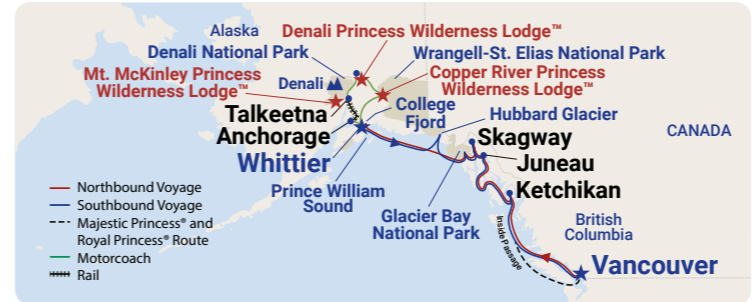 Alaska
Denali Princess Wilderness Lodge™
Denali National Park
Wrangell-St. Elias National Park
Mt. McKinley Princess
Wilderness Lodge™
Denali
Copper River Princess
Wilderness Lodge™
Talkeetna
Rail
College
Fjord
Hubbard Glacier
Anchorage
Skagway
CANADA
Whittier
Juneau
Prince William
Sound
Ketchikan
Glacier Bay
National Park
British
Columbia
Inside Passage
Vancouver
Northbound Voyage
Southbound Voyage
Majestic Princess® and
Royal Princess® Route
Motorcoach
Rail